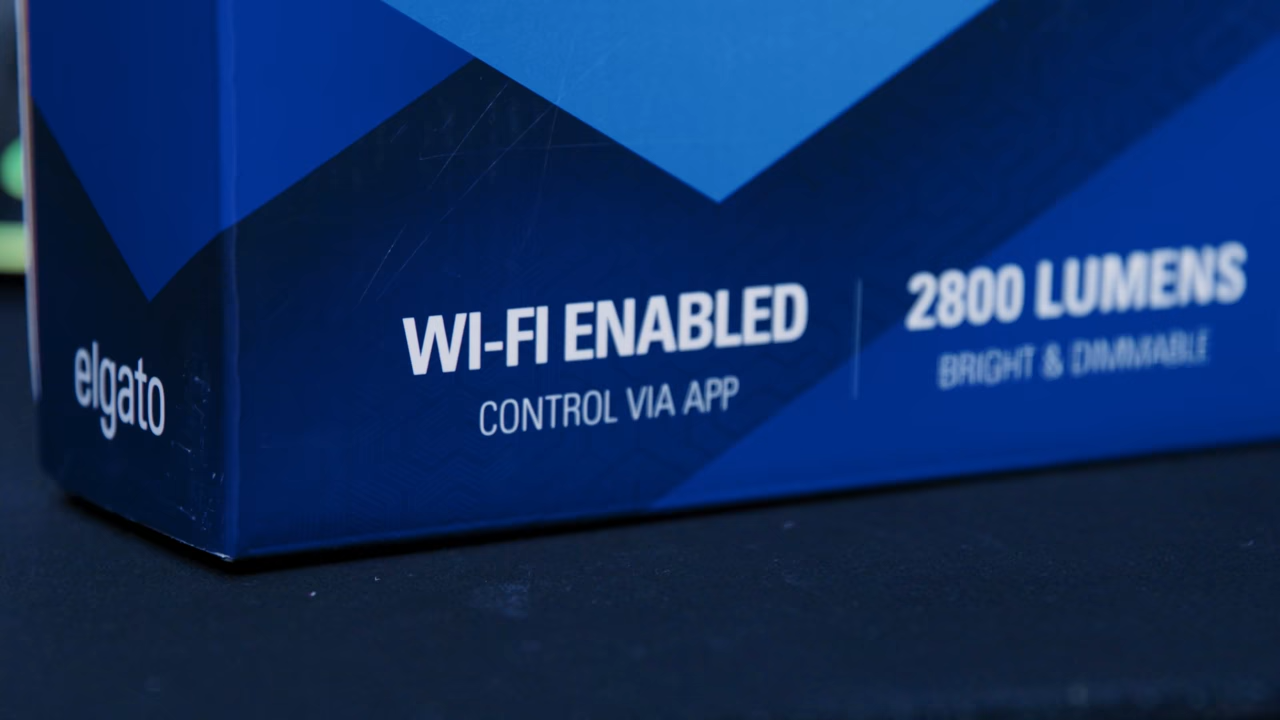 elgato
WI-FI ENABLED
CONTROL VIA APP
2800 LUMENS
BRIGHT & DIMMABLE